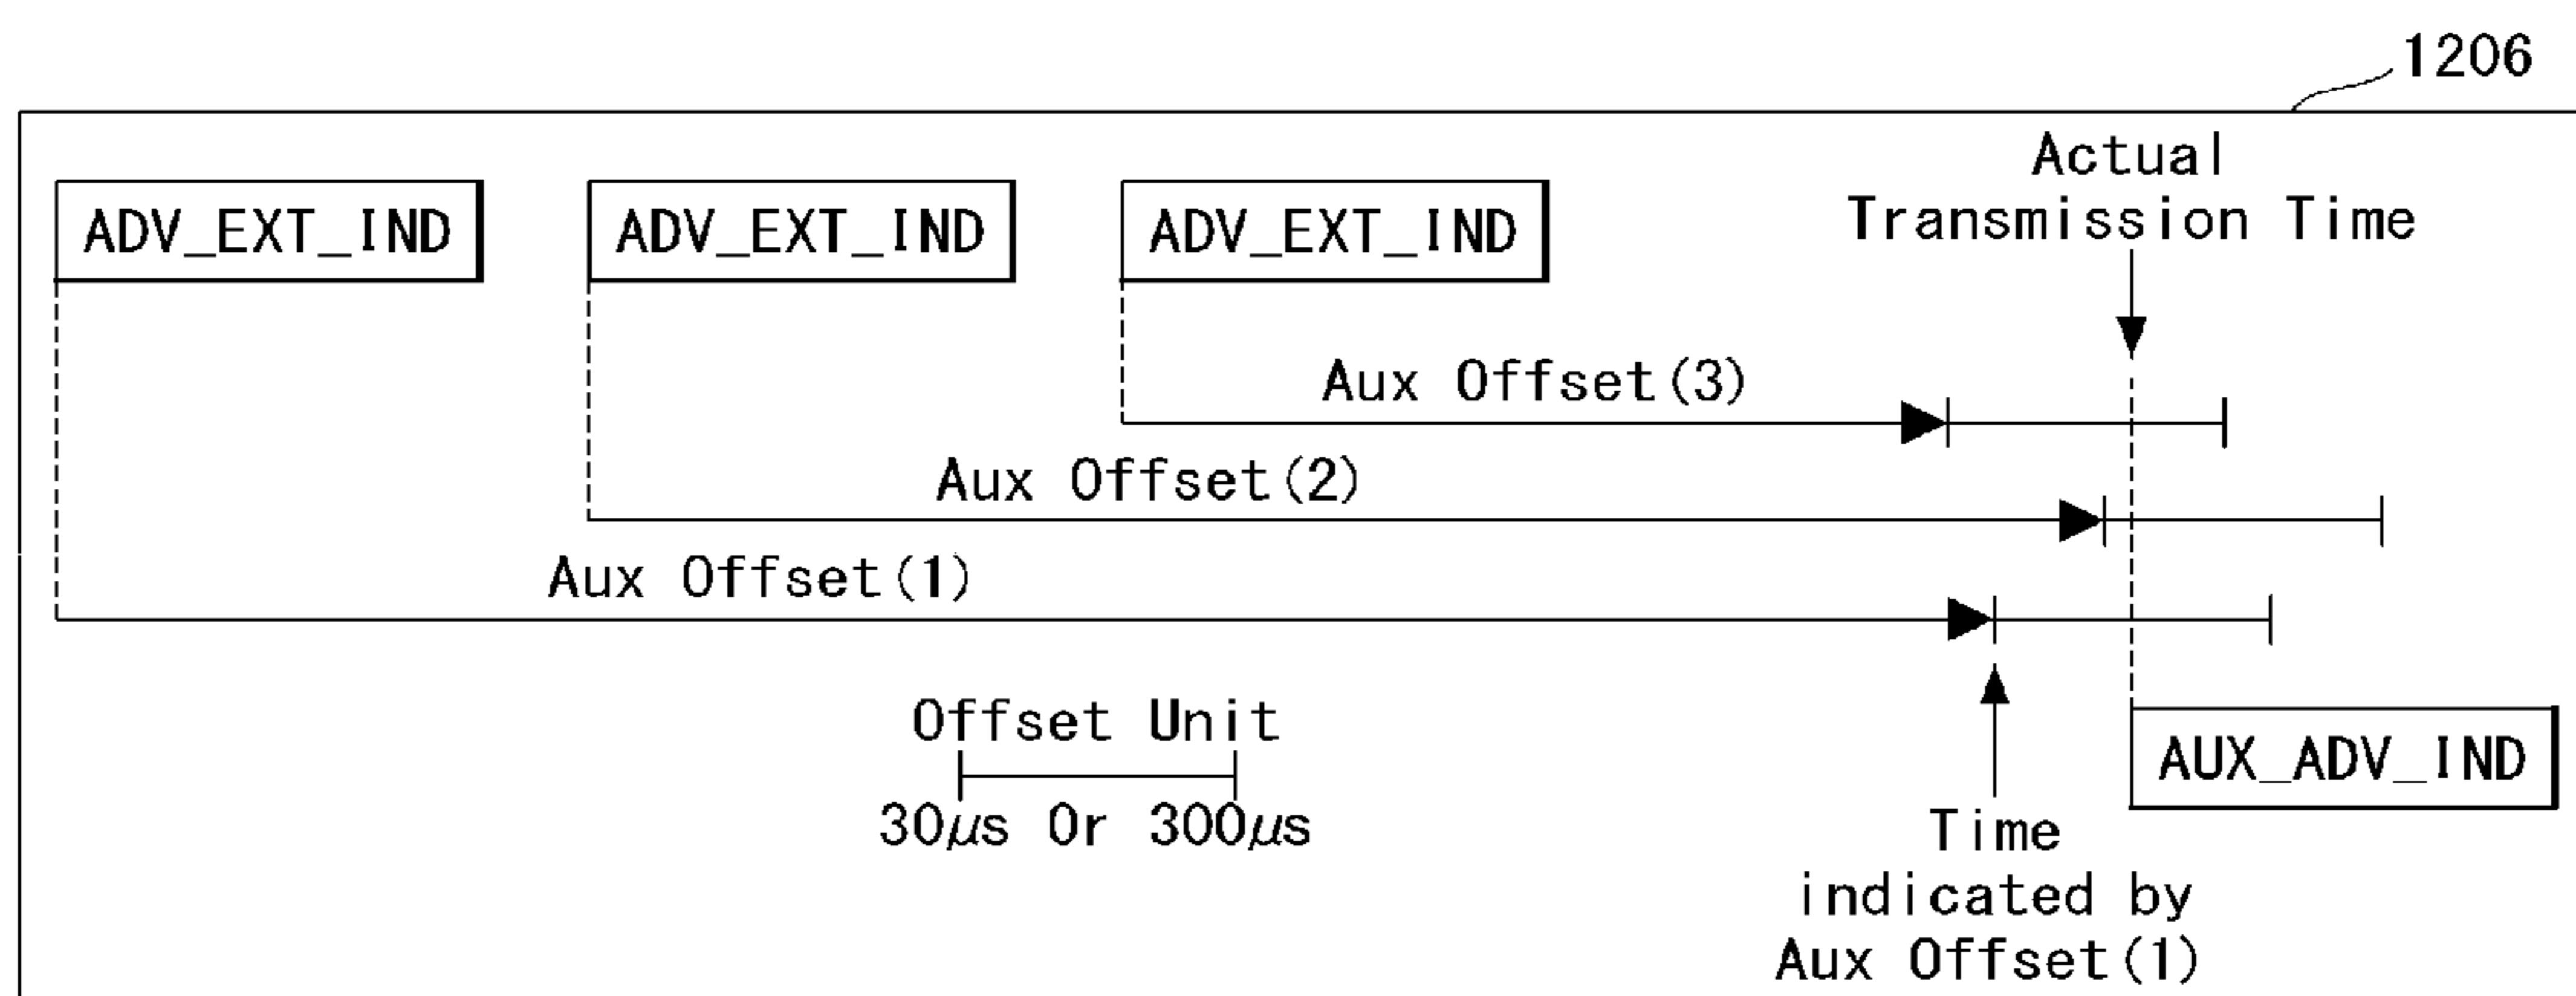 1206
Actual
Transmission Time
ADV_EXT_IND
ADV_EXT_IND
ADV_EXT_IND
Aux Offset(3)
Aux Offset(2)
Aux Offset(1)
Offset Unit
30μs Or 300μs
AUX_ADV_IND
Time
indicated by
Aux Offset(1)